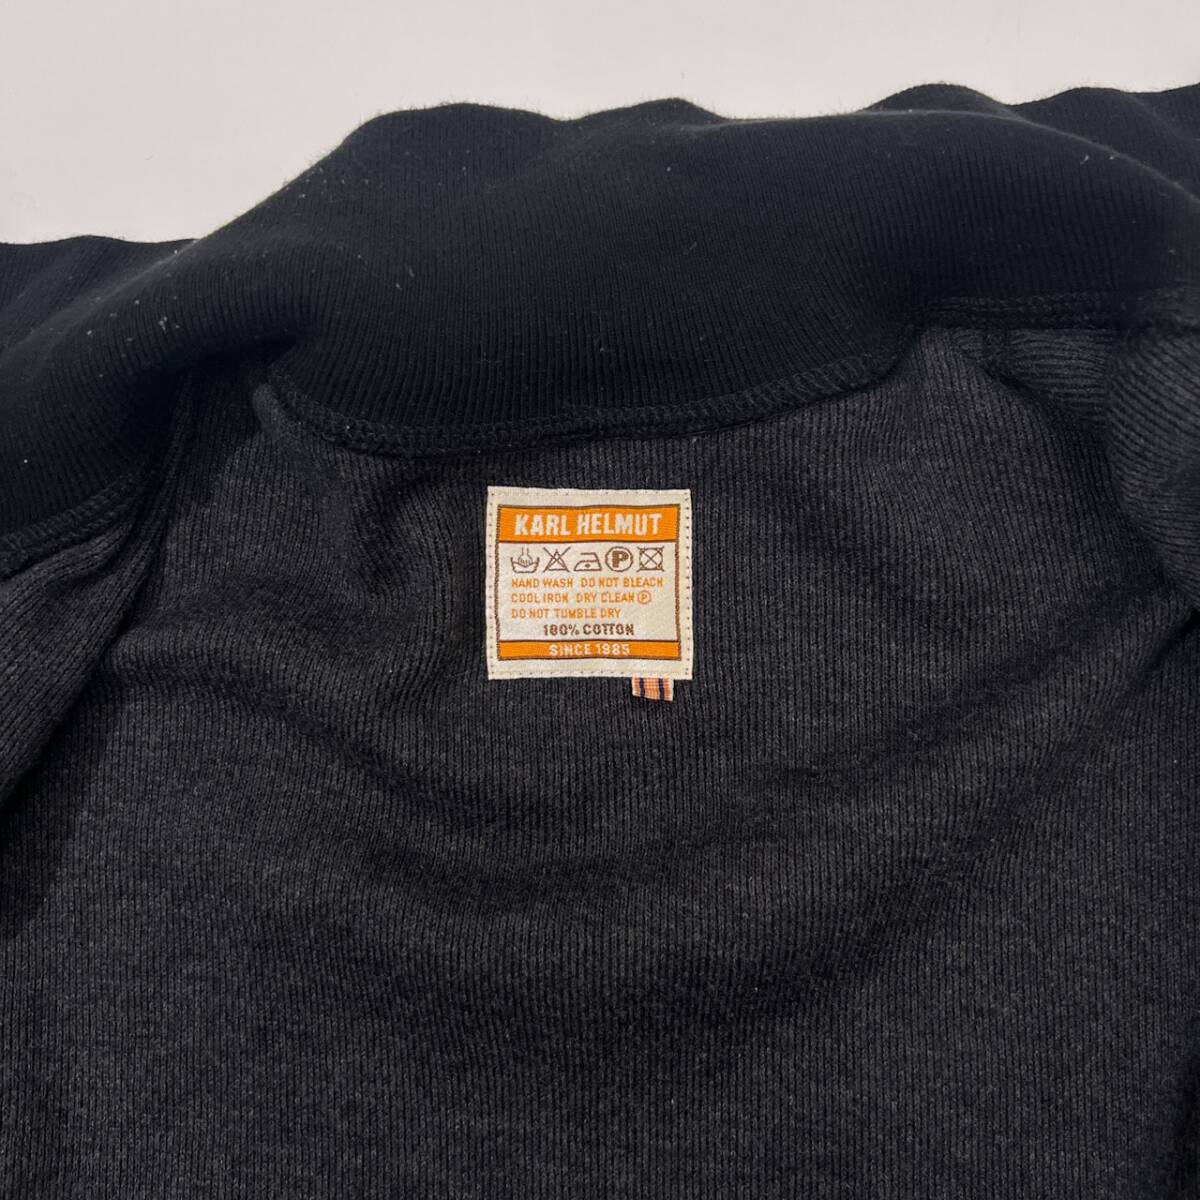 KARL HELMUT
P
HAND WASH DO NOT BLEACH
COOL IRON DRY CLEAN Ⓟ
DO NOT TUMBLE DRY
100% COTTON
SINCE 1985